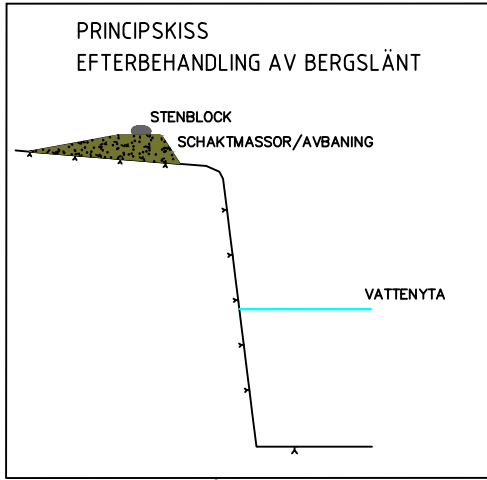 PRINCIPSKISS
EFTERBEHANDLING AV BERGSLÄNT
STENBLOCK
SCHAKTMASSOR/AVBANING
VATTENYTA